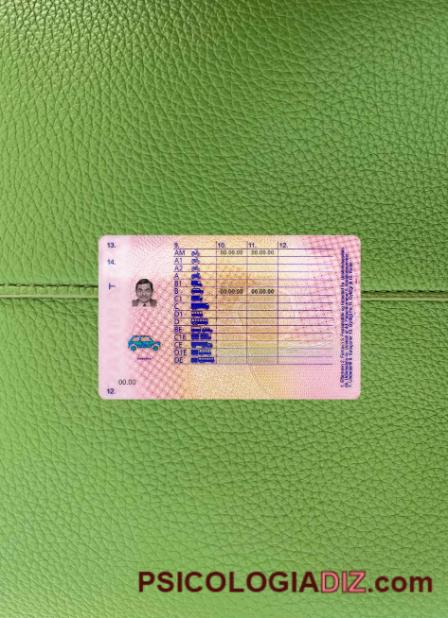 13. 9. 10. 11. 12.
AM 00.00.00 00.00.00
14. A1
A2
A
T B1
B 00.00.00 00.00.00
C1
C
D1
D
BE
C1E
CE
D1E
DE
00.00
12.
PSICOLOGIADIZ.com